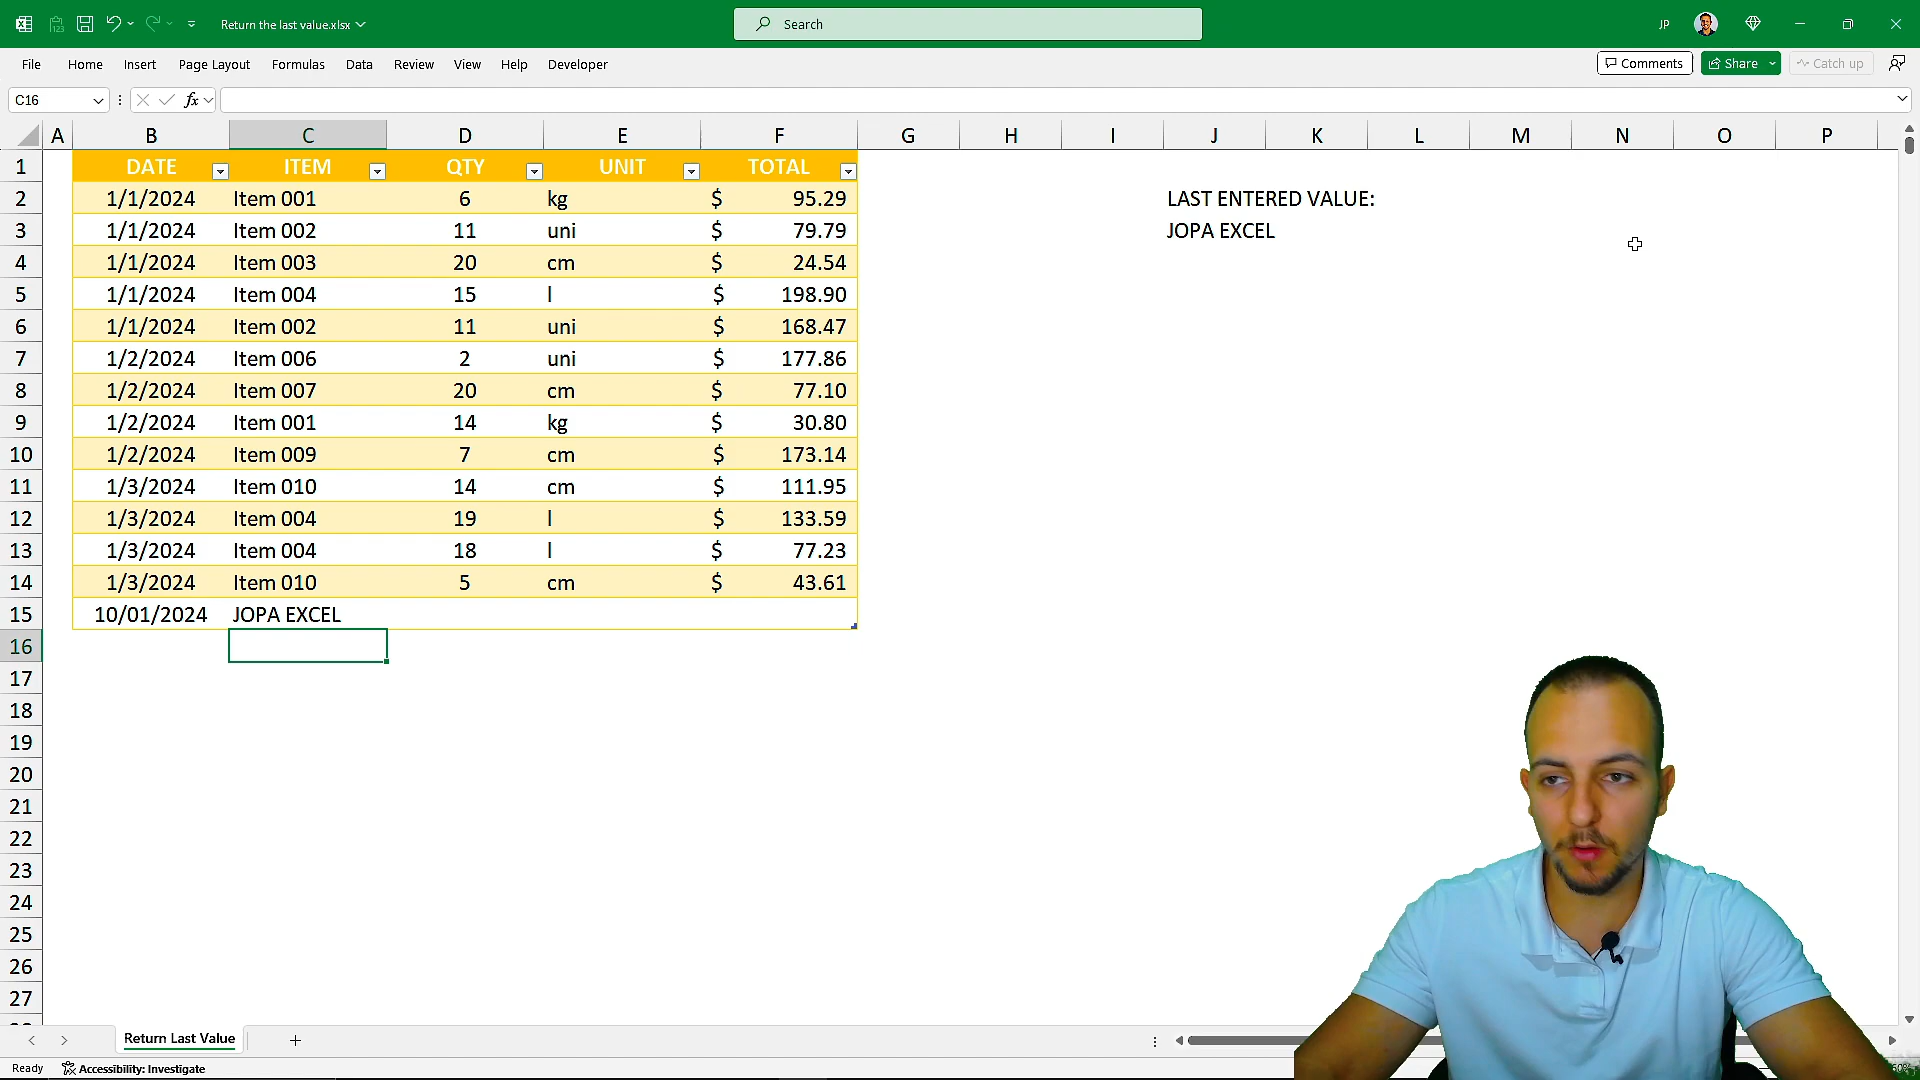 Return the last value.xlsx
Search
JP
File Home Insert Page Layout Formulas Data Review View Help Developer
Comments Share Catch up
C16 fx
A B C D E F G H I J K L M N O P
1 DATE ITEM QTY UNIT TOTAL
2 1/1/2024 Item 001 6 kg $ 95.29 LAST ENTERED VALUE:
3 1/1/2024 Item 002 11 uni $ 79.79 JOPA EXCEL
4 1/1/2024 Item 003 20 cm $ 24.54
5 1/1/2024 Item 004 15 l $ 198.90
6 1/1/2024 Item 002 11 uni $ 168.47
7 1/2/2024 Item 006 2 uni $ 177.86
8 1/2/2024 Item 007 20 cm $ 77.10
9 1/2/2024 Item 001 14 kg $ 30.80
10 1/2/2024 Item 009 7 cm $ 173.14
11 1/3/2024 Item 010 14 cm $ 111.95
12 1/3/2024 Item 004 19 l $ 133.59
13 1/3/2024 Item 004 18 l $ 77.23
14 1/3/2024 Item 010 5 cm $ 43.61
15 10/01/2024 JOPA EXCEL
16
17
18
19
20
21
22
23
24
25
26
27
Return Last Value
Ready Accessibility: Investigate